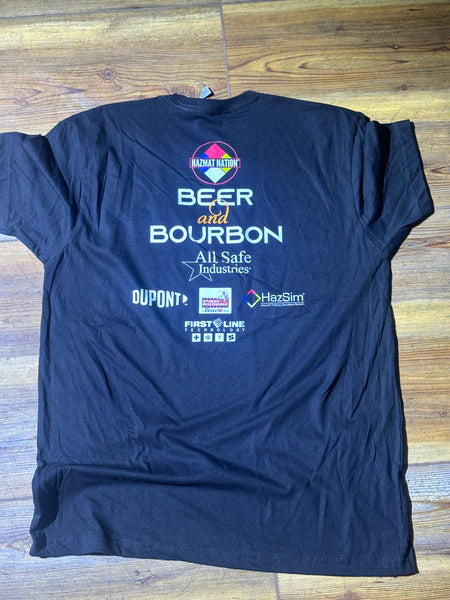 HAZMAT NATION
BEER
and
BOURBON
All Safe
Industries
DUPONT
HazSim
FIRST LINE
TECHNOLOGY